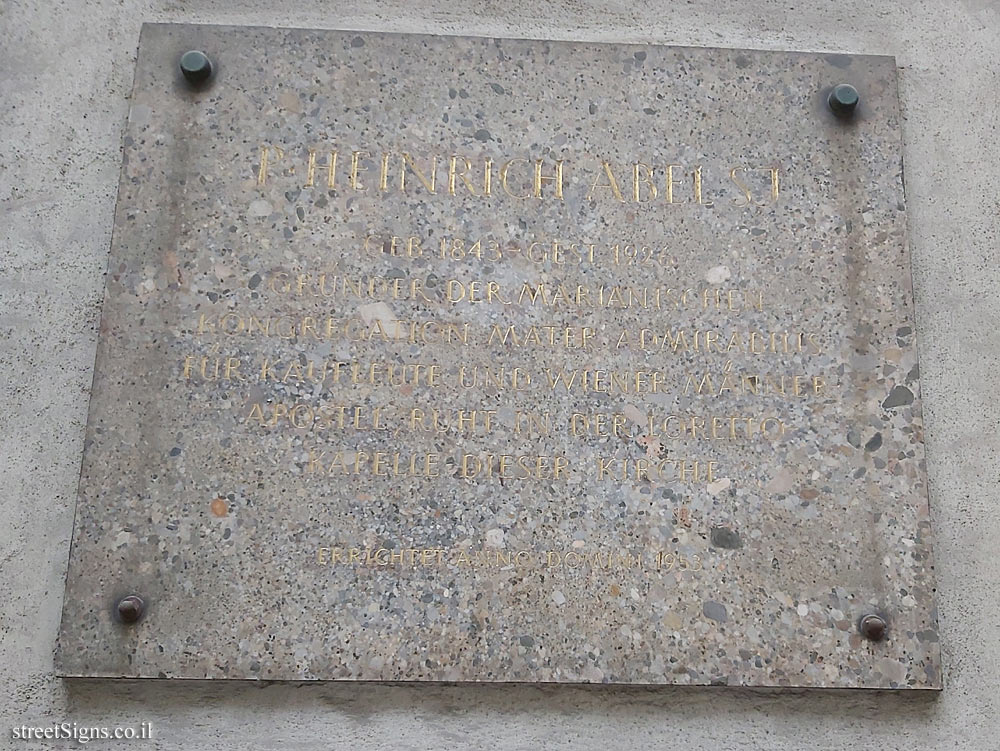 P. HEINRICH ABEL SJ
GEB. 1843 - GEST. 1926
GRÜNDER DER MARIANISCHEN
KONGREGATION MATER ADMIRABILIS
FÜR KAUFLEUTE UND WIENER MÄNNER-
APOSTEL, RUHT IN DER LORETTO-
KAPELLE DIESER KIRCHE
ERRICHTET ANNO DOMINI 1953
streetSigns.co.il